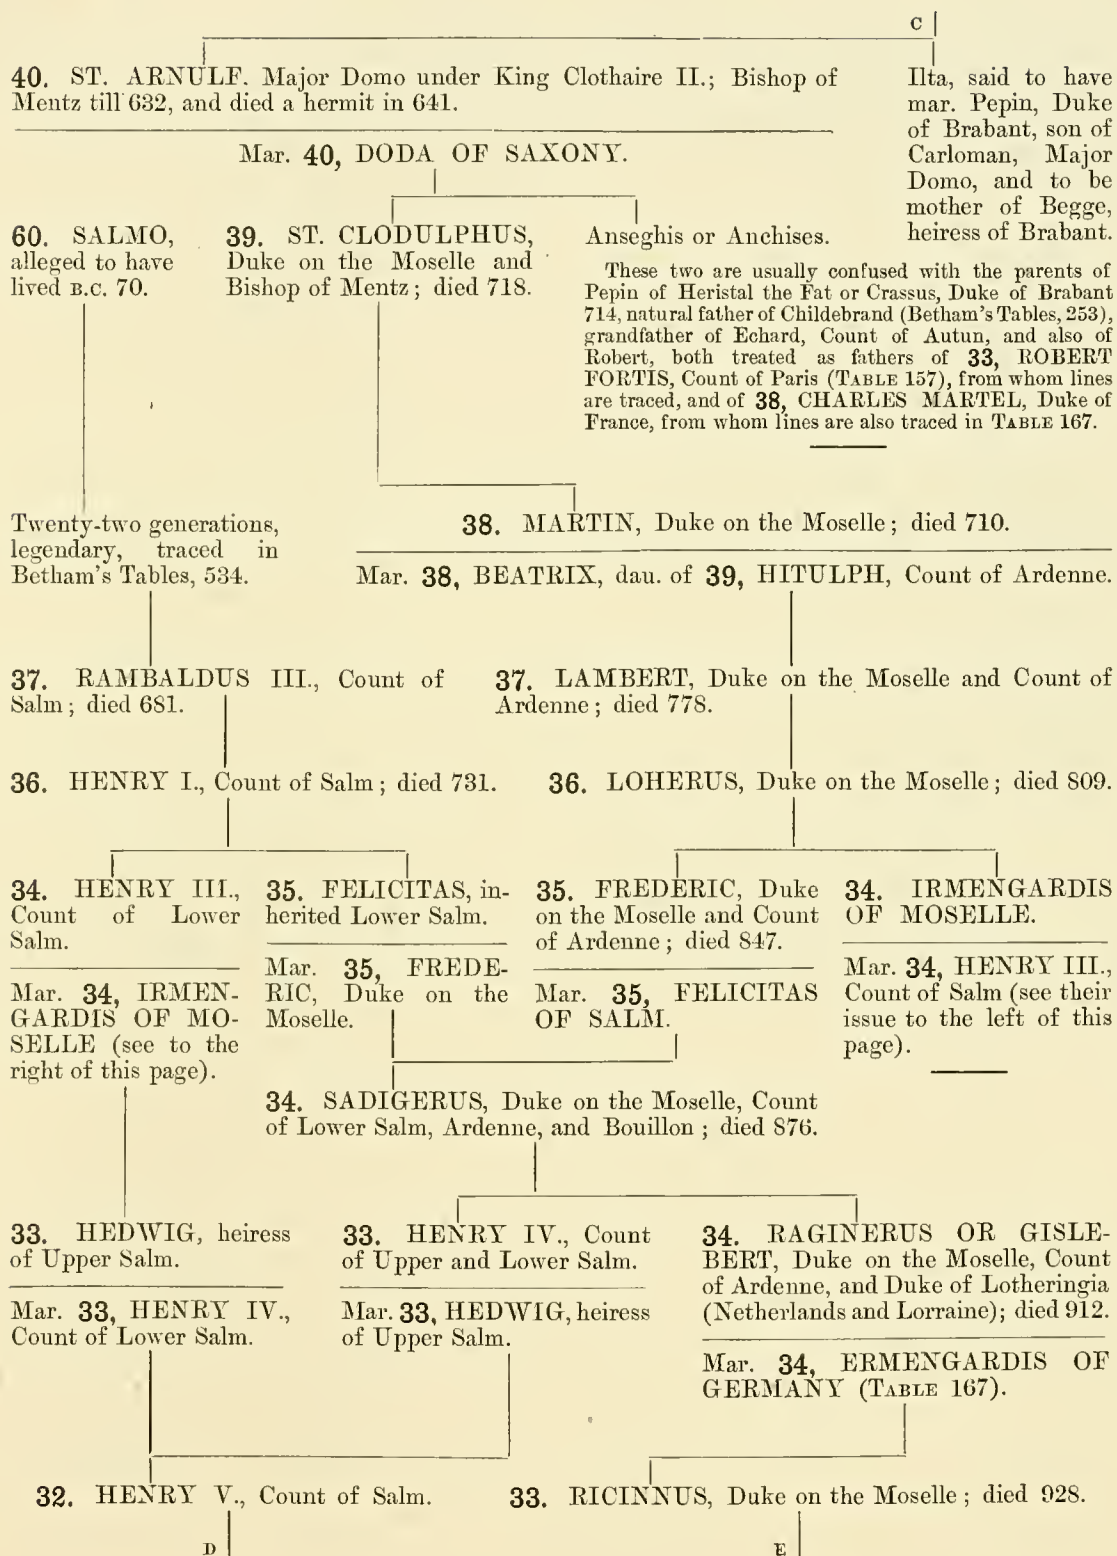 C
40. ST. ARNULF. Major Domo under King Clothaire II.; Bishop of
Mentz till 632, and died a hermit in 641.
Ilta, said to have
mar. Pepin, Duke
of Brabant, son of
Carloman, Major
Domo, and to be
mother of Begge,
heiress of Brabant.
Mar. 40, DODA OF SAXONY.
60. SALMO,
alleged to have
lived B.C. 70.
39. ST. CLODULPHUS,
Duke on the Moselle and
Bishop of Mentz; died 718.
Anseghis or Anchises.
These two are usually confused with the parents of
Pepin of Heristal the Fat or Crassus, Duke of Brabant
714, natural father of Childebrand (Betham's Tables, 253),
grandfather of Echard, Count of Autun, and also of
Robert, both treated as fathers of 33, ROBERT
FORTIS, Count of Paris (TABLE 157), from whom lines
are traced, and of 38, CHARLES MARTEL, Duke of
France, from whom lines are also traced in TABLE 167.
Twenty-two generations,
legendary, traced in
Betham's Tables, 534.
38. MARTIN, Duke on the Moselle; died 710.
Mar. 38, BEATRIX, dau. of 39, HITULPH, Count of Ardenne.
37. RAMBALDUS III., Count of
Salm; died 681.
37. LAMBERT, Duke on the Moselle and Count of
Ardenne; died 778.
36. HENRY I., Count of Salm; died 731.
36. LOHERUS, Duke on the Moselle; died 809.
34. HENRY III.,
Count of Lower
Salm.
Mar. 34, IRMEN-
GARDIS OF MO-
SELLE (see to the
right of this page).
35. FELICITAS, in-
herited Lower Salm.
Mar. 35, FREDE-
RIC, Duke on the
Moselle.
35. FREDERIC, Duke
on the Moselle and Count
of Ardenne; died 847.
Mar. 35, FELICITAS
OF SALM.
34. IRMENGARDIS
OF MOSELLE.
Mar. 34, HENRY III.,
Count of Salm (see their
issue to the left of this
page).
34. SADIGERUS, Duke on the Moselle, Count
of Lower Salm, Ardenne, and Bouillon; died 876.
33. HEDWIG, heiress
of Upper Salm.
Mar. 33, HENRY IV.,
Count of Lower Salm.
33. HENRY IV., Count
of Upper and Lower Salm.
Mar. 33, HEDWIG, heiress
of Upper Salm.
34. RAGINERUS OR GISLE-
BERT, Duke on the Moselle, Count
of Ardenne, and Duke of Lotheringia
(Netherlands and Lorraine); died 912.
Mar. 34, ERMENGARDIS OF
GERMANY (TABLE 167).
32. HENRY V., Count of Salm.
33. RICINNUS, Duke on the Moselle; died 928.
D
E